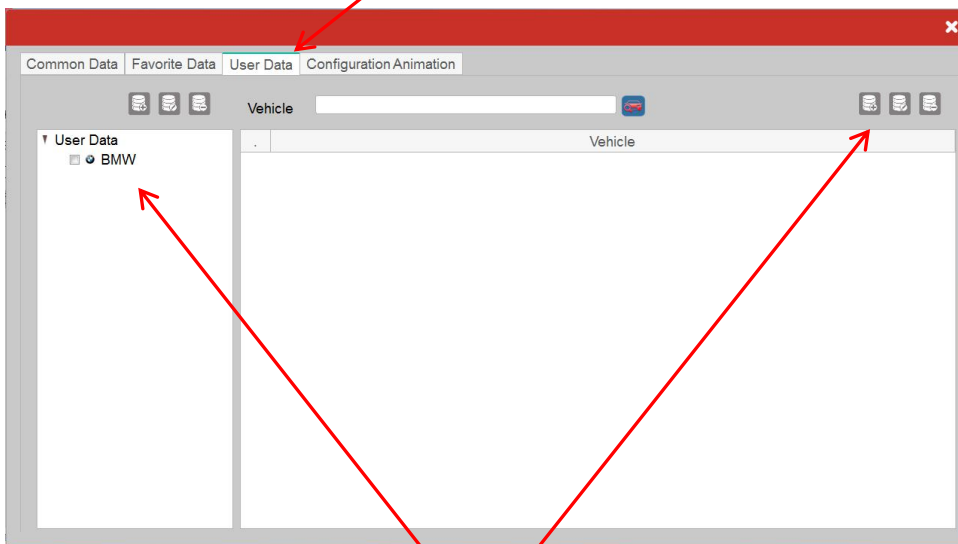 Common Data Favorite Data User Data Configuration Animation
Vehicle
User Data
. Vehicle
BMW